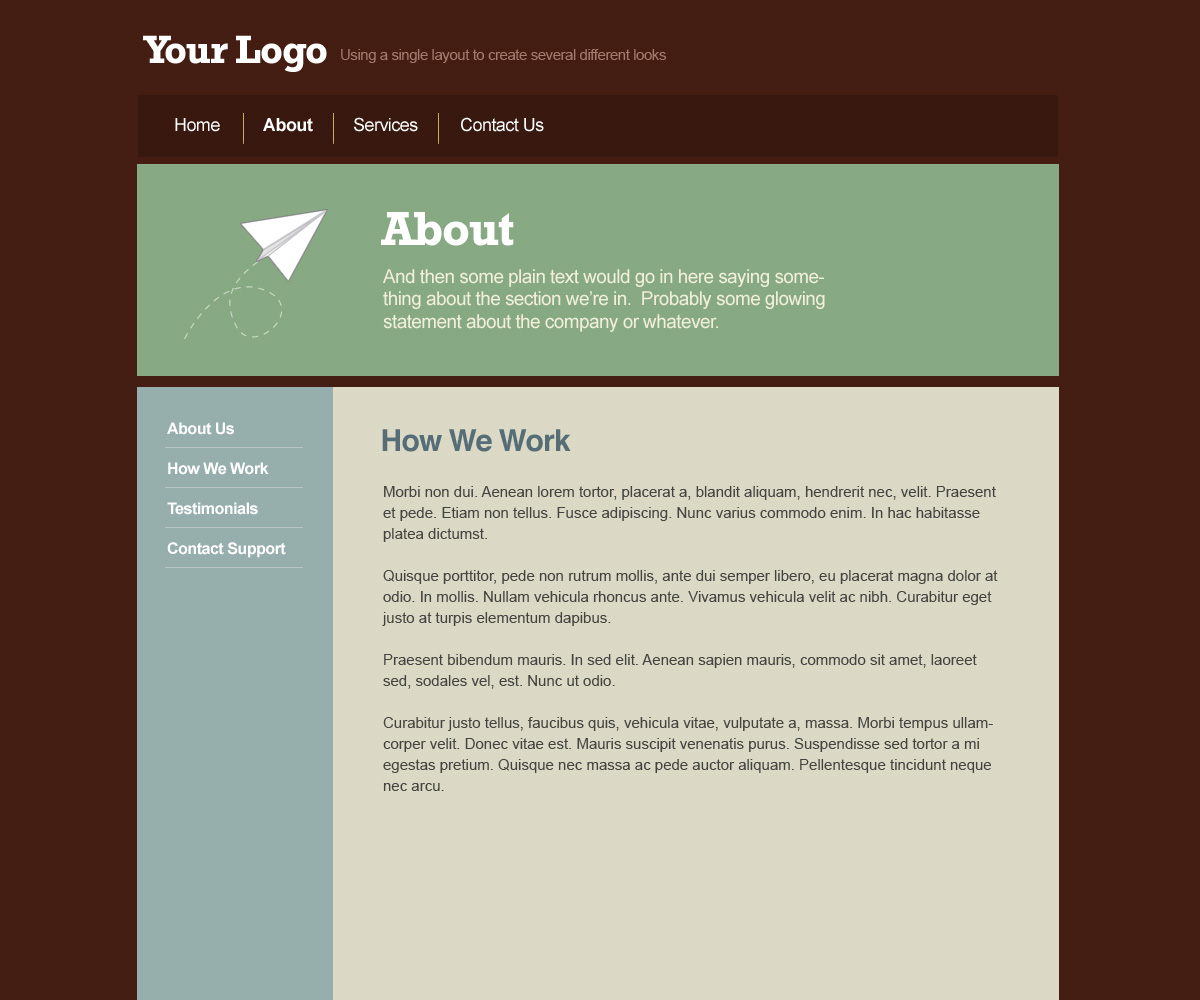 Your Logo Using a single layout to create several different looks
Home About Services Contact Us
About
And then some plain text would go in here saying some-
thing about the section we’re in.  Probably some glowing
statement about the company or whatever.
About Us
How We Work
Testimonials
Contact Support
How We Work
Morbi non dui. Aenean lorem tortor, placerat a, blandit aliquam, hendrerit nec, velit. Praesent
et pede. Etiam non tellus. Fusce adipiscing. Nunc varius commodo enim. In hac habitasse
platea dictumst.
Quisque porttitor, pede non rutrum mollis, ante dui semper libero, eu placerat magna dolor at
odio. In mollis. Nullam vehicula rhoncus ante. Vivamus vehicula velit ac nibh. Curabitur eget
justo at turpis elementum dapibus.
Praesent bibendum mauris. In sed elit. Aenean sapien mauris, commodo sit amet, laoreet
sed, sodales vel, est. Nunc ut odio.
Curabitur justo tellus, faucibus quis, vehicula vitae, vulputate a, massa. Morbi tempus ullam-
corper velit. Donec vitae est. Mauris suscipit venenatis purus. Suspendisse sed tortor a mi
egestas pretium. Quisque nec massa ac pede auctor aliquam. Pellentesque tincidunt neque
nec arcu.